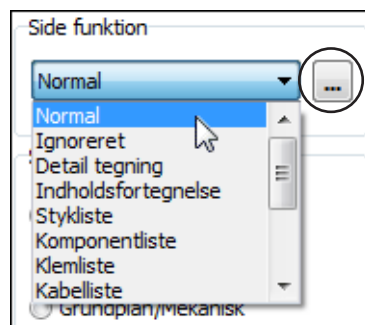 Side funktion
Normal
...
Normal
Ignoreret
Detail tegning
Indholdsfortegnelse
Stykliste
Komponentliste
Klemliste
Kabelliste
Grundplan/Mekanisk